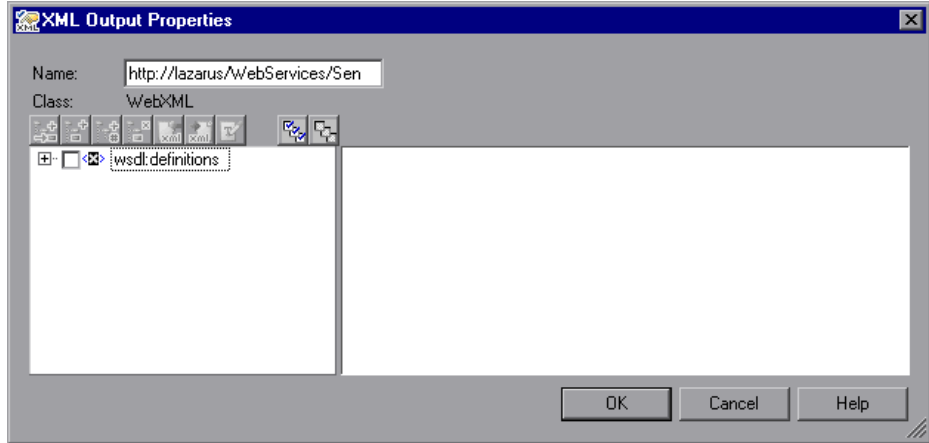 XML Output Properties
Name: http://lazarus/WebServices/Sen
Class: WebXML
wsdl:definitions
OK Cancel Help